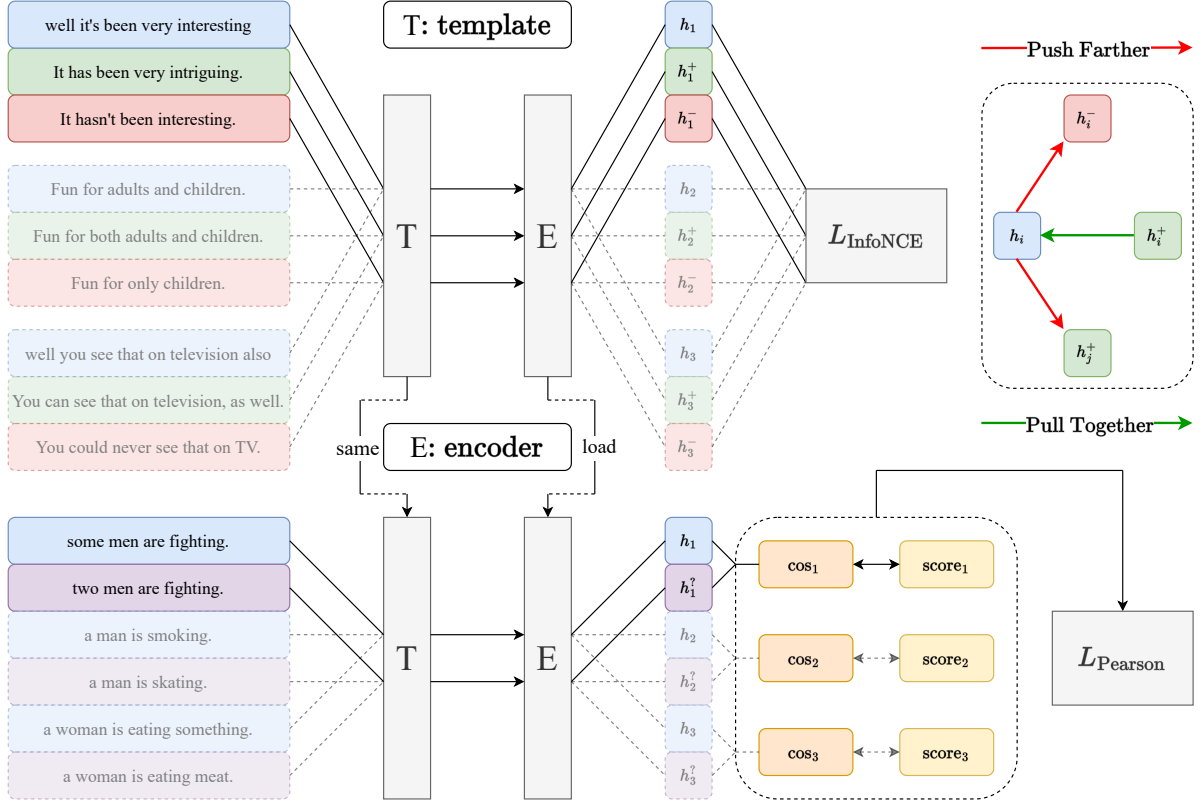 well it's been very interesting
It has been very intriguing.
It hasn't been interesting.
Fun for adults and children.
Fun for both adults and children.
Fun for only children.
well you see that on television also
You can see that on television, as well.
You could never see that on TV.
T: template
T
E
h₁
h₁⁺
h₁⁻
h₂
h₂⁺
h₂⁻
h₃
h₃⁺
h₃⁻
L_InfoNCE
Push Farther
hᵢ⁻
hᵢ
hᵢ⁺
hⱼ⁺
Pull Together
same
E: encoder
load
some men are fighting.
two men are fighting.
a man is smoking.
a man is skating.
a woman is eating something.
a woman is eating meat.
T
E
h₁
h₁?
h₂
h₂?
h₃
h₃?
cos₁
score₁
cos₂
score₂
cos₃
score₃
L_Pearson